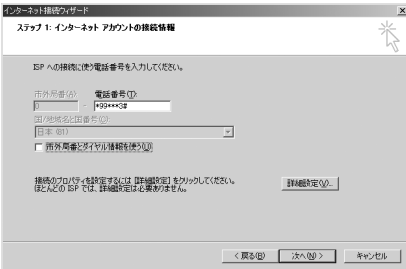 インターネット接続ウィザード
ステップ 1: インターネット アカウントの接続情報
ISP への接続に使う電話番号を入力してください。
市外局番(A): 電話番号(T):
0 - *99***3#
国/地域名と国番号(C):
日本 (81)
市外局番とダイヤル情報を使う(U)
接続のプロパティを設定するには [詳細設定] をクリックしてください。
ほとんどの ISP では、詳細設定は必要ありません。
詳細設定(V)...
< 戻る(B) 次へ(N) > キャンセル